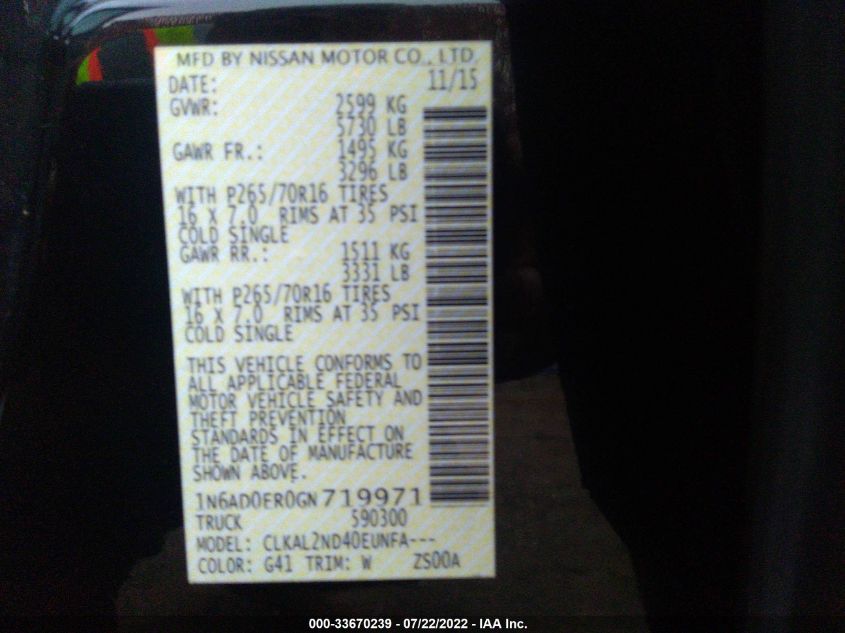 MFD BY NISSAN MOTOR CO., LTD.
DATE: 11/15
GVWR: 2599 KG
5730 LB
GAWR FR.: 1495 KG
3296 LB
WITH P265/70R16 TIRES
16 X 7.0 RIMS AT 35 PSI
COLD SINGLE
GAWR RR.: 1511 KG
3331 LB
WITH P265/70R16 TIRES
16 X 7.0 RIMS AT 35 PSI
COLD SINGLE
THIS VEHICLE CONFORMS TO
ALL APPLICABLE FEDERAL
MOTOR VEHICLE SAFETY AND
THEFT PREVENTION
STANDARDS IN EFFECT ON
THE DATE OF MANUFACTURE
SHOWN ABOVE.
1N6AD0ER0GN719971
TRUCK 590300
MODEL: CLKAL2ND40EUNFA---
COLOR: G41 TRIM: W ZS00A
000-33670239 - 07/22/2022 - IAA Inc.